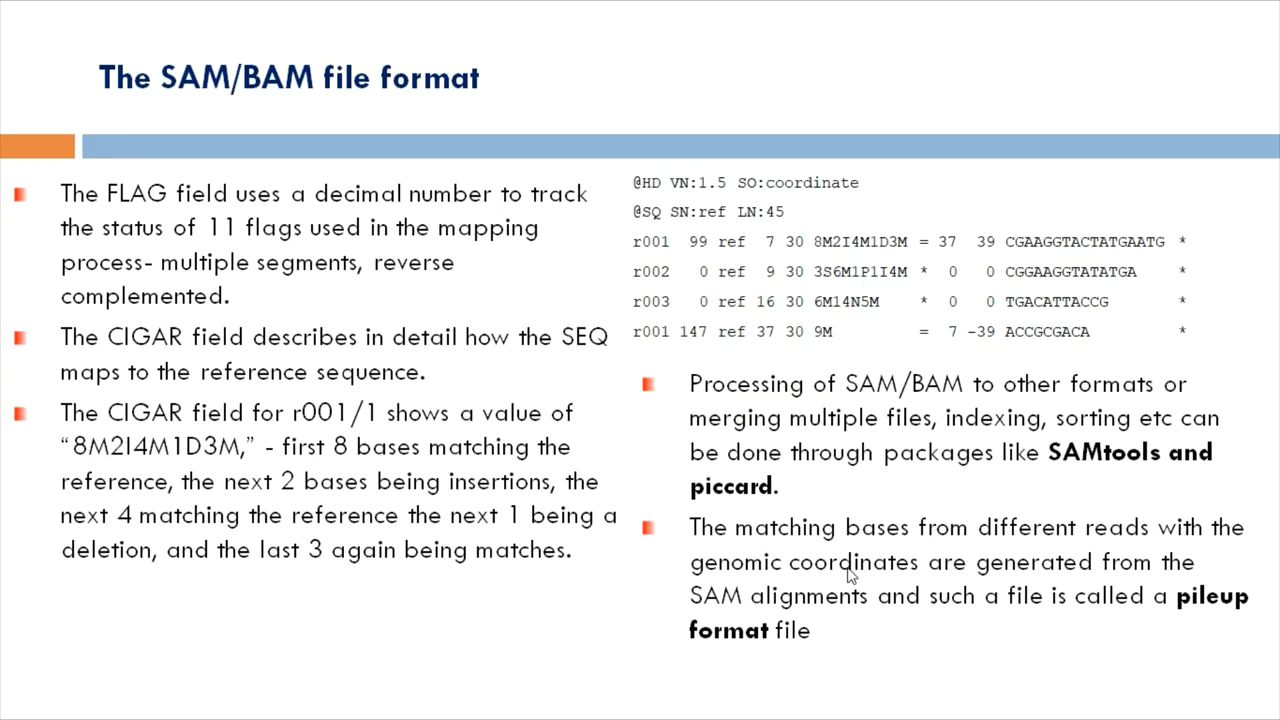 The SAM/BAM file format
The FLAG field uses a decimal number to track
the status of 11 flags used in the mapping
process- multiple segments, reverse
complemented.
The CIGAR field describes in detail how the SEQ
maps to the reference sequence.
The CIGAR field for r001/1 shows a value of
“8M2I4M1D3M,” - first 8 bases matching the
reference, the next 2 bases being insertions, the
next 4 matching the reference the next 1 being a
deletion, and the last 3 again being matches.
@HD VN:1.5 SO:coordinate
@SQ SN:ref LN:45
r001 99 ref 7 30 8M2I4M1D3M = 37 39 CGAAGGTACTATGAATG *
r002 0 ref 9 30 3S6M1P1I4M * 0 0 CGGAAGGTATATGA *
r003 0 ref 16 30 6M14N5M * 0 0 TGACATTACCG *
r001 147 ref 37 30 9M = 7 -39 ACCGCGACA *
Processing of SAM/BAM to other formats or
merging multiple files, indexing, sorting etc can
be done through packages like SAMtools and
piccard.
The matching bases from different reads with the
genomic coordinates are generated from the
SAM alignments and such a file is called a pileup
format file